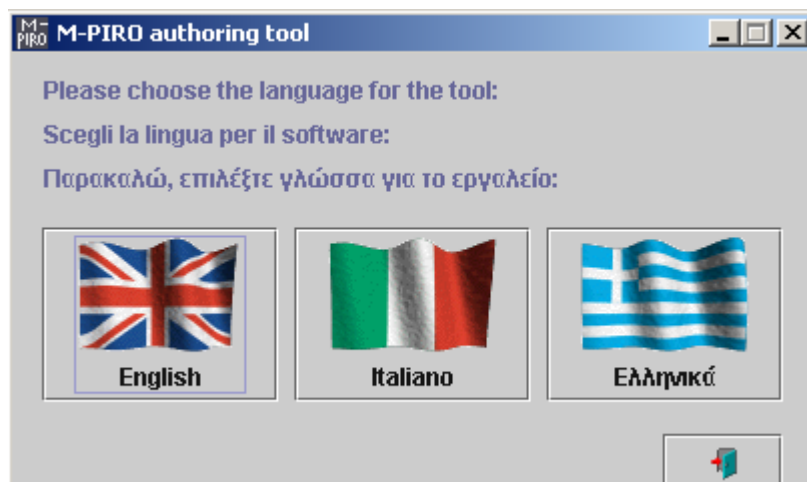 M-PIRO M-PIRO authoring tool
Please choose the language for the tool:
Scegli la lingua per il software:
Παρακαλώ, επιλέξτε γλώσσα για το εργαλείο:
English Italiano Ελληνικά